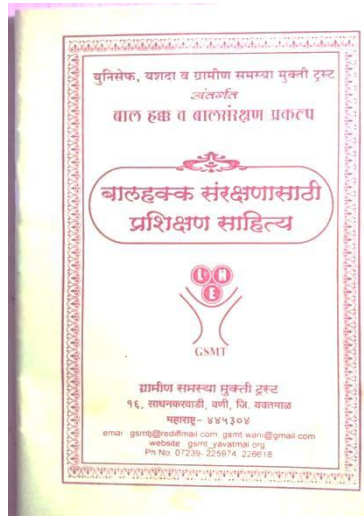 युनिसेफ, यशदा व ग्रामीण समस्या मुक्ती ट्रस्ट
अंतर्गत
बाल हक्क व बालसंरक्षण प्रकल्प
बालहक्क संरक्षणासाठी
प्रशिक्षण साहित्य
L H
E
GSMT
ग्रामीण समस्या मुक्ती ट्रस्ट
१६, साधनकरवाडी, वणी, जि. यवतमाळ
महाराष्ट्र - ४४५३०४
emai gsmtj@rediffmail com gsmt wani@gmail.com
website gsmt_yavatmal org
Ph No 07239- 225974, 226618